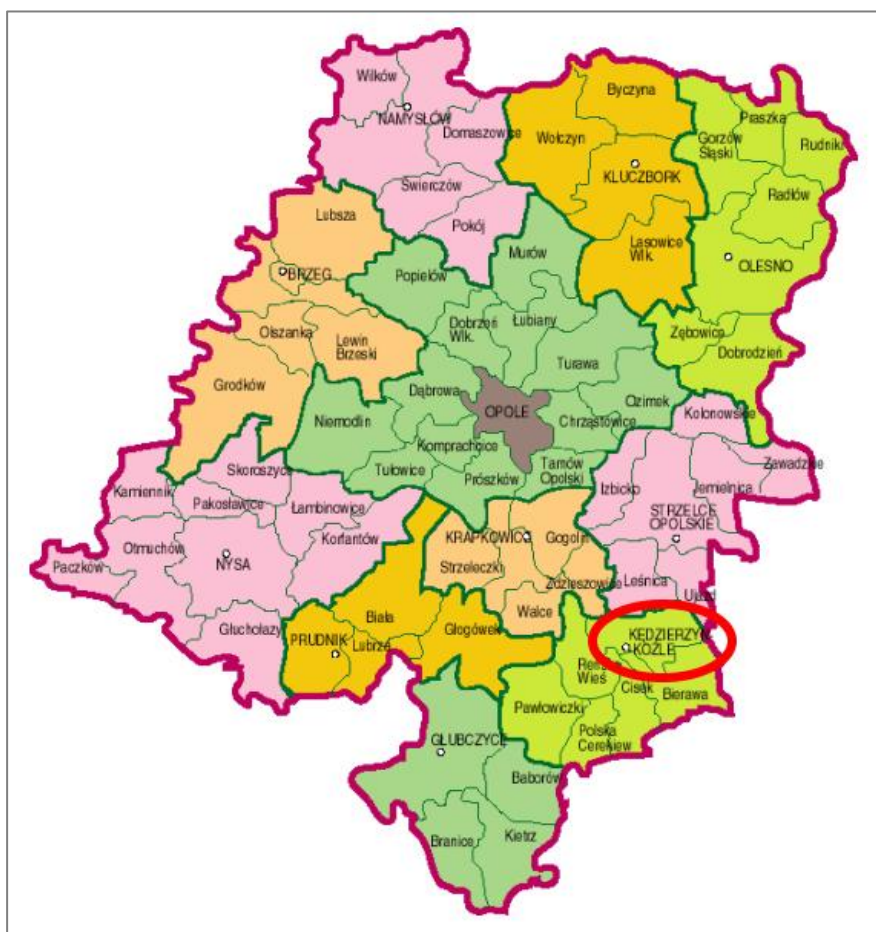 Wilków
NAMYSŁÓW
Domaszowice
Świerczów
Pokój
Byczyna
Wołczyn
KLUCZBORK
Lasowice
Wlk.
Praszka
Gorzów
Śląski
Rudniki
Radłów
OLESNO
Zębowice
Dobrodzień
Lubsza
BRZEG
Olszanka
Lewin
Brzeski
Grodków
Murów
Popielów
Dobrzeń
Wlk.
Łubiany
Turawa
Dąbrowa
OPOLE
Ozimek
Chrząstowice
Niemodlin
Komprachcice
Tułowice
Prószków
Tarnów
Opolski
Kolonowskie
Zawadzkie
Izbicko
Jemielnica
STRZELCE
OPOLSKIE
Leśnica
Ujazd
Skoroszyce
Kamiennik
Pakosławice
Łambinowice
Otmuchów
Korfantów
Paczków
NYSA
Głuchołazy
KRAPKOWICE
Gogolin
Strzeleczki
Zdzieszowice
Walce
Biała
PRUDNIK
Lubrza
Głogówek
KĘDZIERZYN
KOŹLE
Wieś
Cisek
Bierawa
Pawłowiczki
Polska
Cerekiew
GŁUBCZYCE
Baborów
Branice
Kietrz